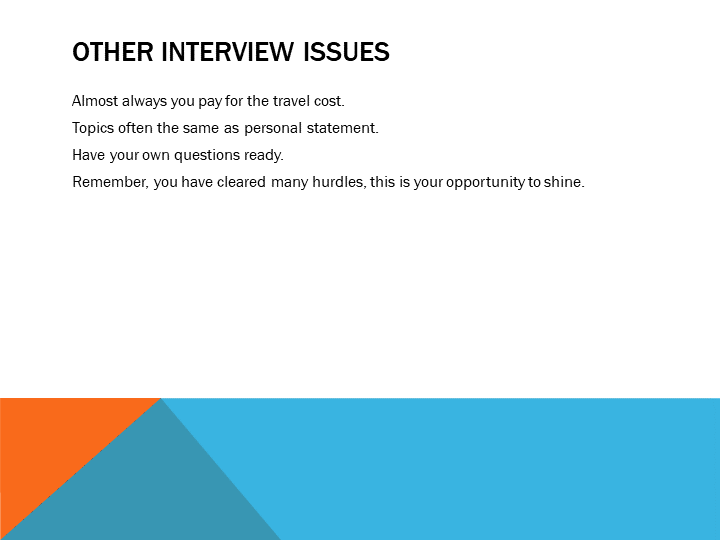 OTHER INTERVIEW ISSUES
Almost always you pay for the travel cost.
Topics often the same as personal statement.
Have your own questions ready.
Remember, you have cleared many hurdles, this is your opportunity to shine.